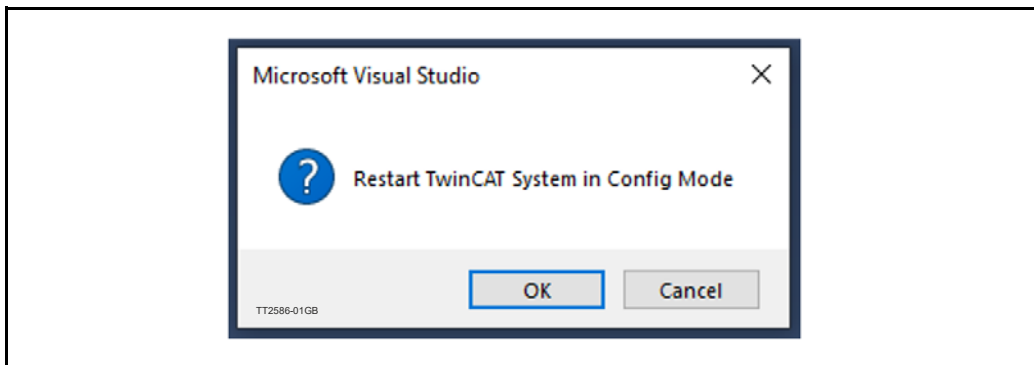 Microsoft Visual Studio
Restart TwinCAT System in Config Mode
OK
Cancel
TT2586-01GB